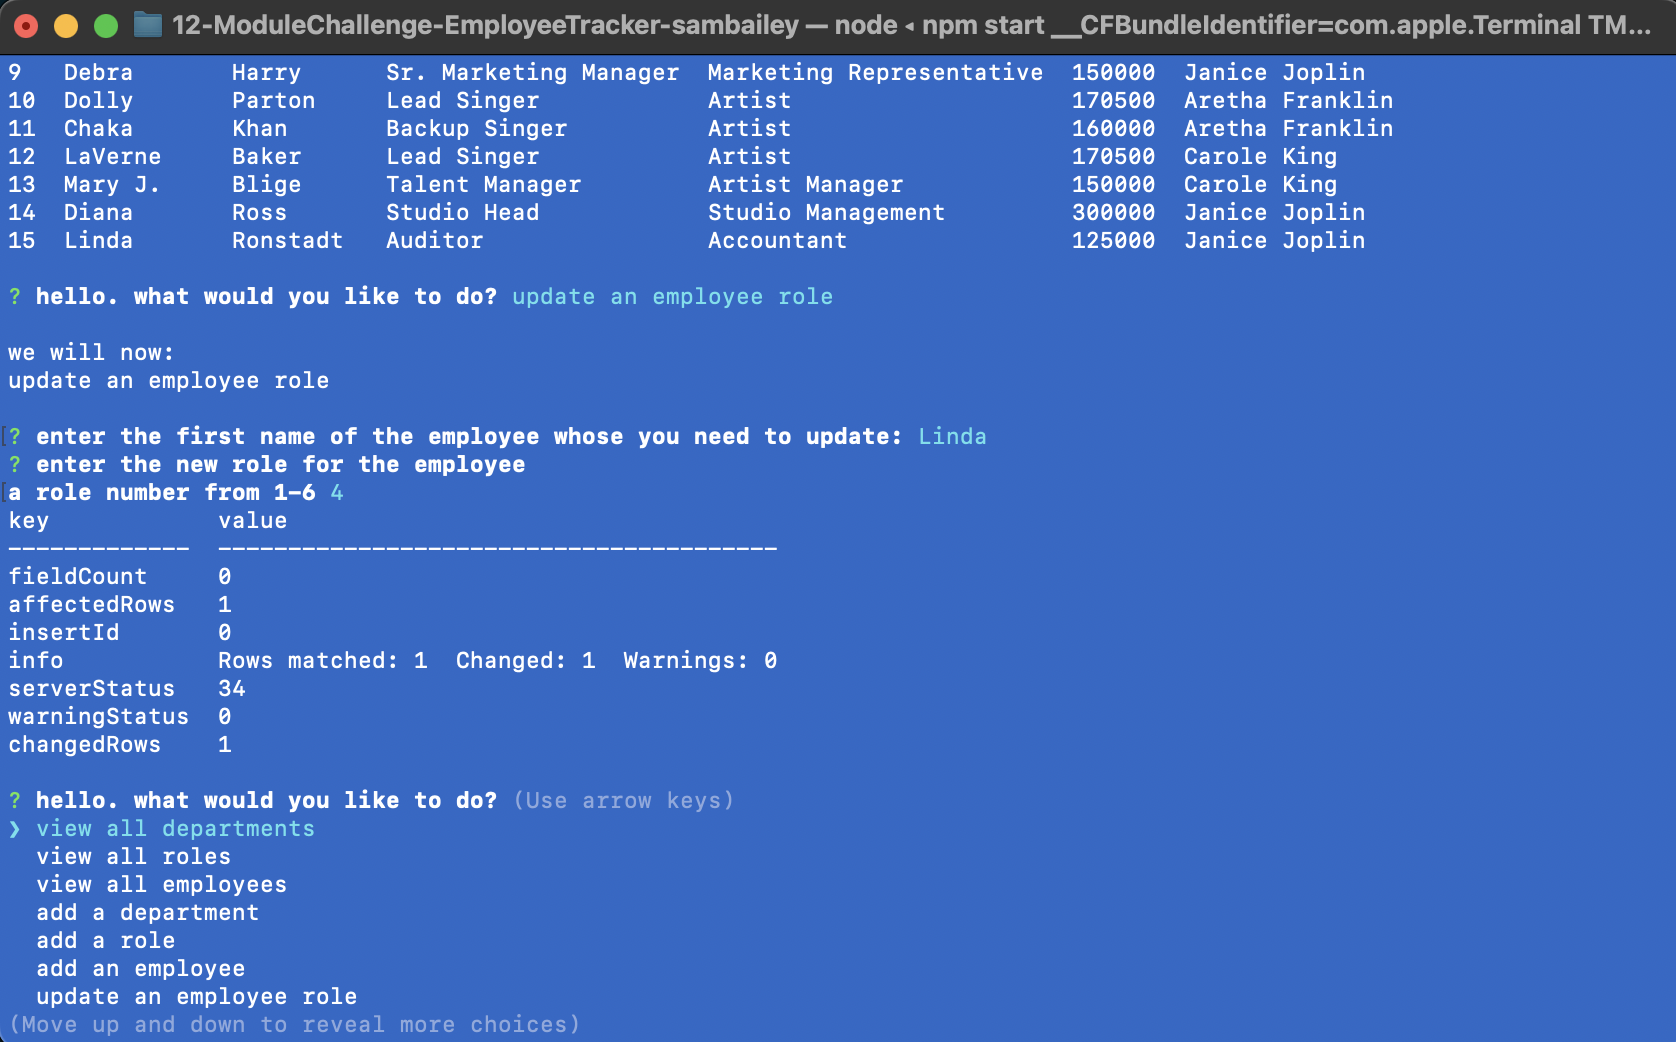 12-ModuleChallenge-EmployeeTracker-sambailey — node ◂ npm start __CFBundleIdentifier=com.apple.Terminal TM...
9   Debra       Harry      Sr. Marketing Manager  Marketing Representative  150000  Janice Joplin
10  Dolly       Parton     Lead Singer            Artist                    170500  Aretha Franklin
11  Chaka       Khan       Backup Singer          Artist                    160000  Aretha Franklin
12  LaVerne     Baker      Lead Singer            Artist                    170500  Carole King
13  Mary J.     Blige      Talent Manager         Artist Manager            150000  Carole King
14  Diana       Ross       Studio Head            Studio Management         300000  Janice Joplin
15  Linda       Ronstadt   Auditor                Accountant                125000  Janice Joplin
? hello. what would you like to do? update an employee role
we will now:
update an employee role
[? enter the first name of the employee whose you need to update: Linda
? enter the new role for the employee
[a role number from 1-6 4
key            value
-------------  ----------------------------------------
fieldCount     0
affectedRows   1
insertId       0
info           Rows matched: 1  Changed: 1  Warnings: 0
serverStatus   34
warningStatus  0
changedRows    1
? hello. what would you like to do? (Use arrow keys)
❯ view all departments
  view all roles
  view all employees
  add a department
  add a role
  add an employee
  update an employee role
(Move up and down to reveal more choices)